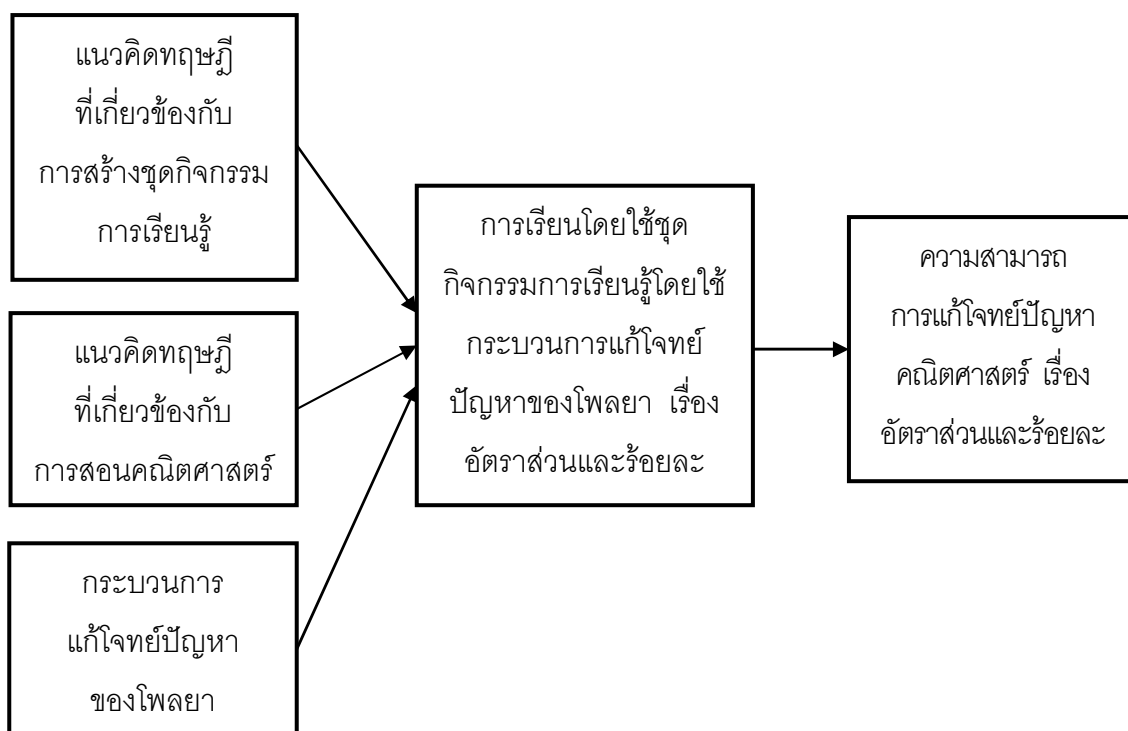 แนวคิดทฤษฎี
ที่เกี่ยวข้องกับ
การสร้างชุดกิจกรรม
การเรียนรู้
แนวคิดทฤษฎี
ที่เกี่ยวข้องกับ
การสอนคณิตศาสตร์
กระบวนการ
แก้โจทย์ปัญหา
ของโพลยา
การเรียนโดยใช้ชุด
กิจกรรมการเรียนรู้โดยใช้
กระบวนการแก้โจทย์
ปัญหาของโพลยา เรื่อง
อัตราส่วนและร้อยละ
ความสามารถ
การแก้โจทย์ปัญหา
คณิตศาสตร์ เรื่อง
อัตราส่วนและร้อยละ